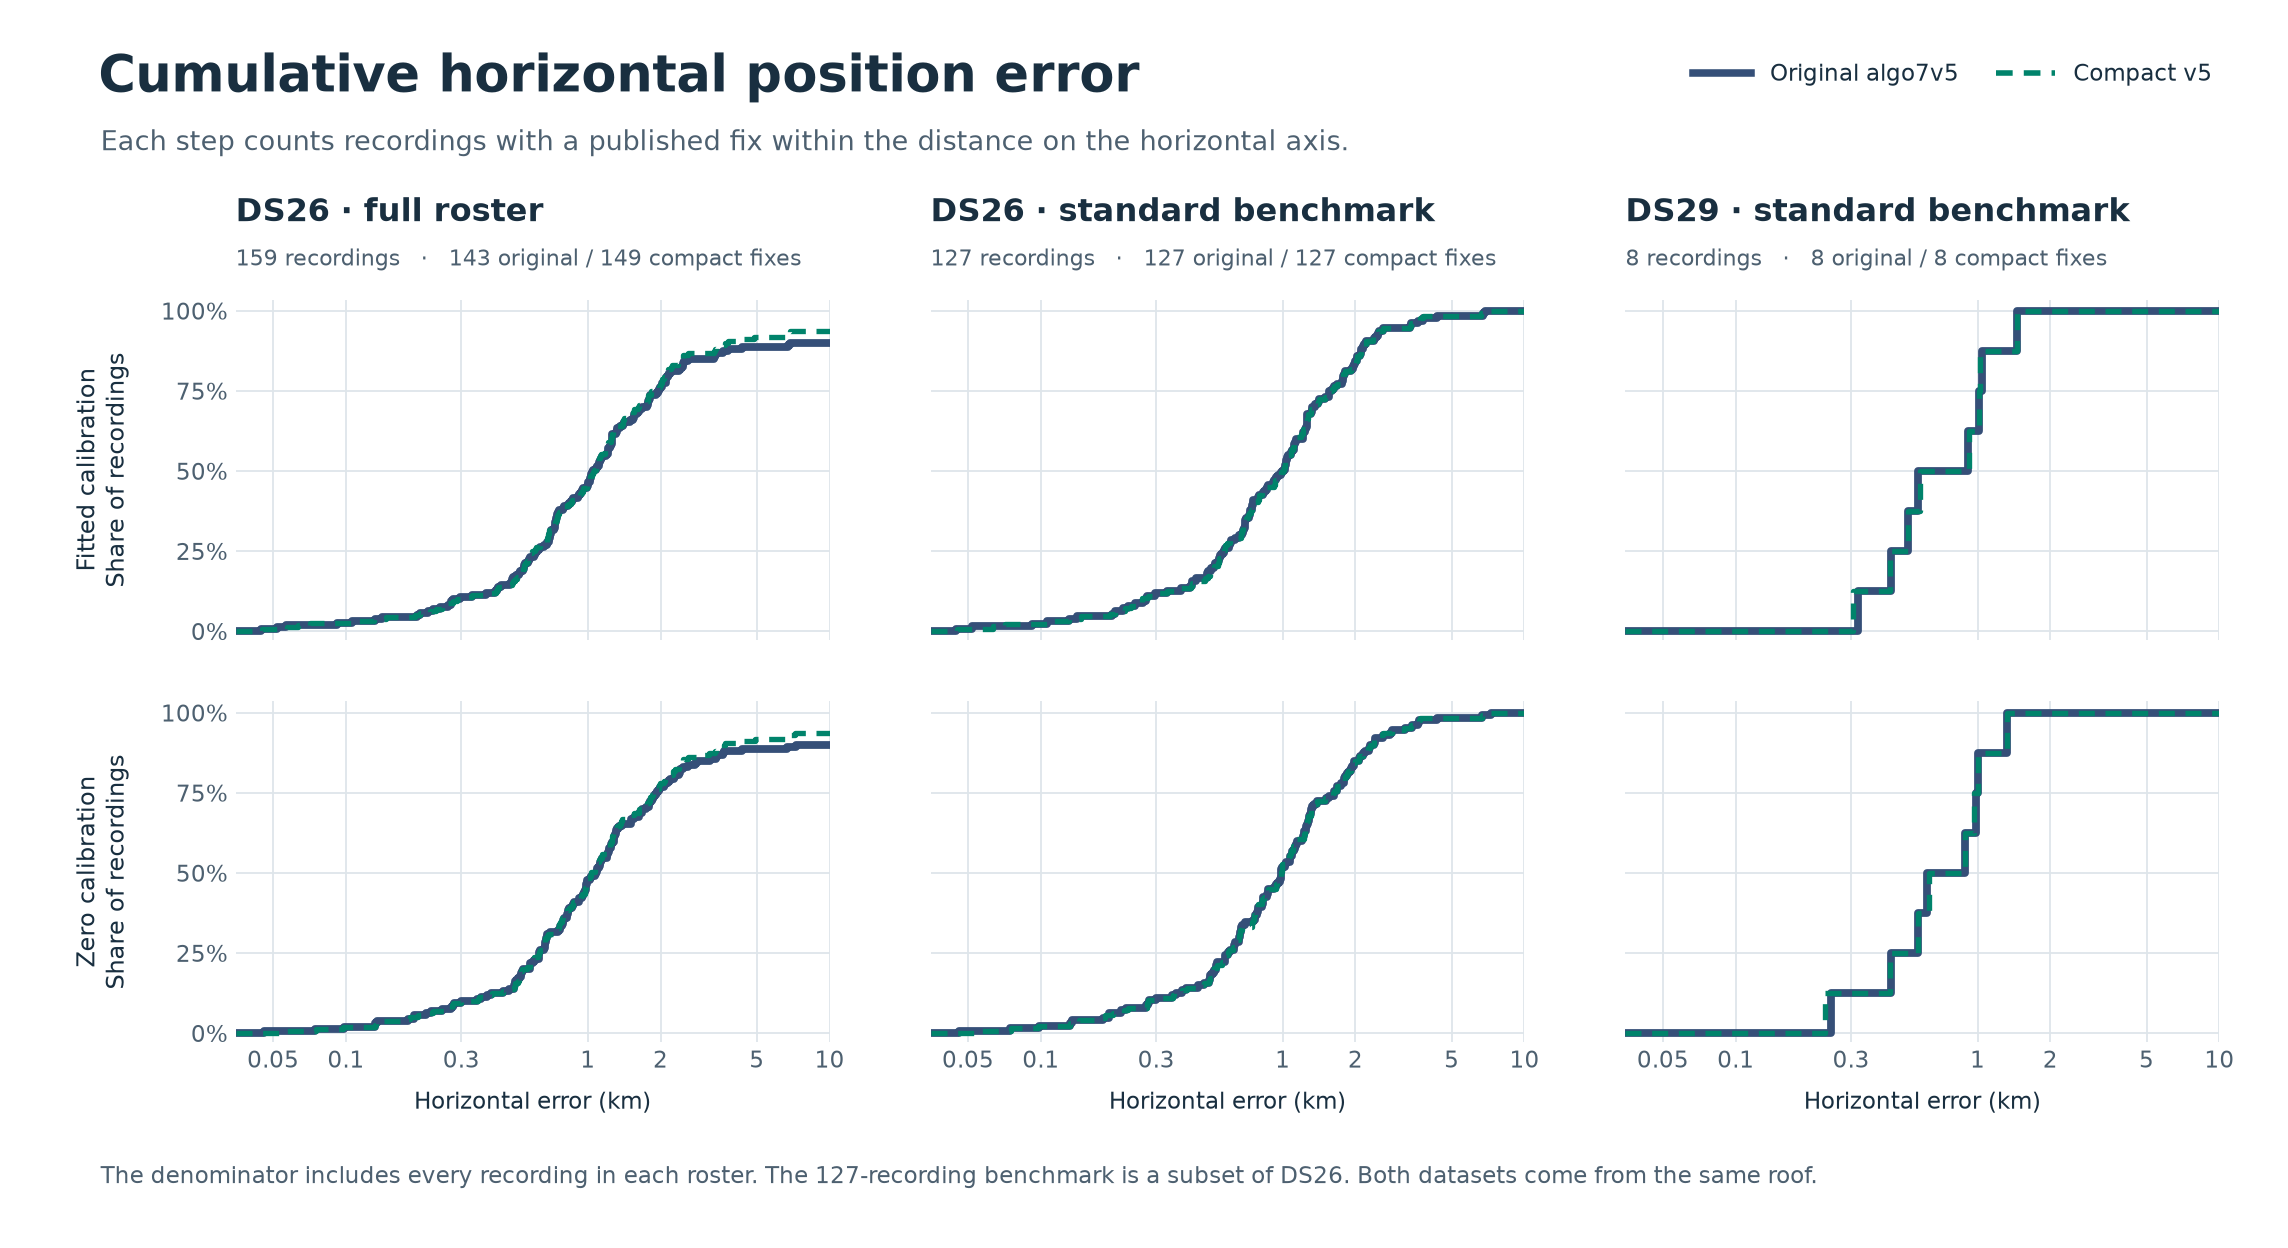 Cumulative horizontal position error
Original algo7v5
Compact v5
Each step counts recordings with a published fix within the distance on the horizontal axis.
DS26 · full roster
159 recordings · 143 original / 149 compact fixes
DS26 · standard benchmark
127 recordings · 127 original / 127 compact fixes
DS29 · standard benchmark
8 recordings · 8 original / 8 compact fixes
Fitted calibration
Share of recordings
100%
75%
50%
25%
0%
Zero calibration
Share of recordings
100%
75%
50%
25%
0%
0.05 0.1 0.3 1 2 5 10
0.05 0.1 0.3 1 2 5 10
0.05 0.1 0.3 1 2 5 10
Horizontal error (km)
Horizontal error (km)
Horizontal error (km)
The denominator includes every recording in each roster. The 127-recording benchmark is a subset of DS26. Both datasets come from the same roof.